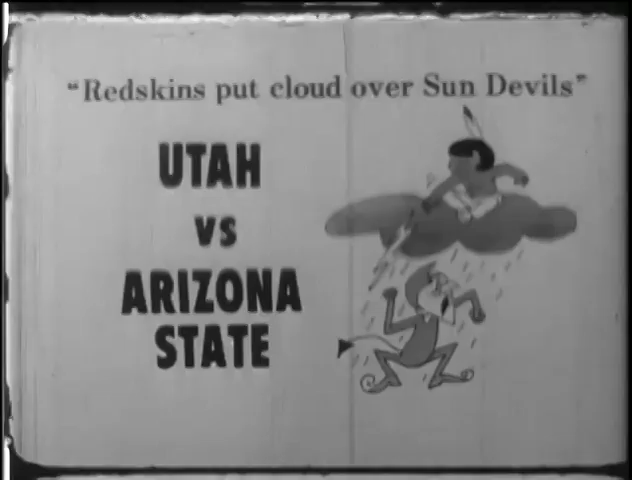 "Redskins put cloud over Sun Devils"
UTAH
VS
ARIZONA
STATE